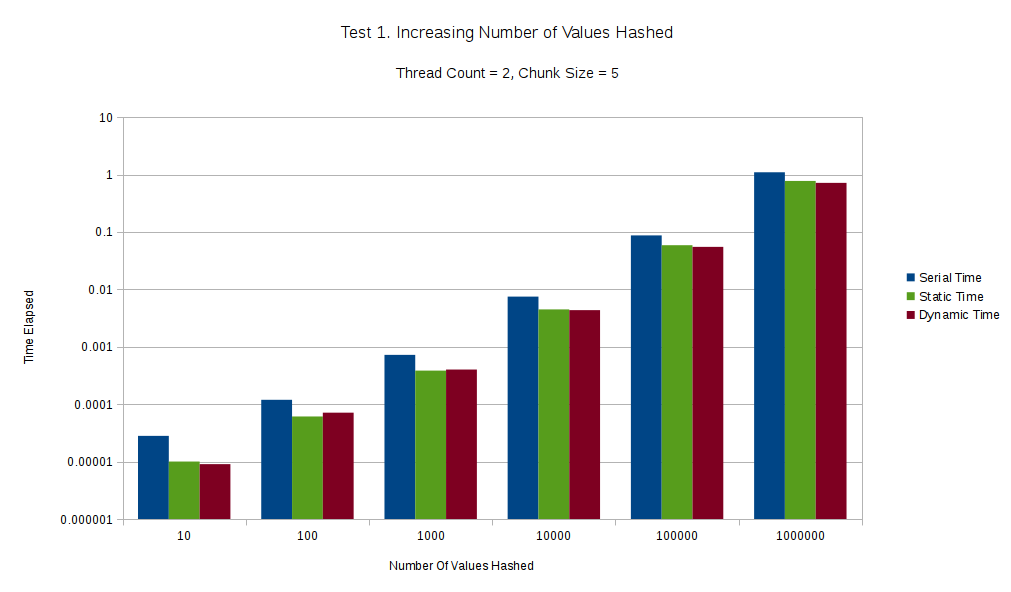 Test 1. Increasing Number of Values Hashed
Thread Count = 2, Chunk Size = 5
10
1
0.1
0.01
0.001
0.0001
0.00001
0.000001
Time Elapsed
10 100 1000 10000 100000 1000000
Number Of Values Hashed
Serial Time
Static Time
Dynamic Time